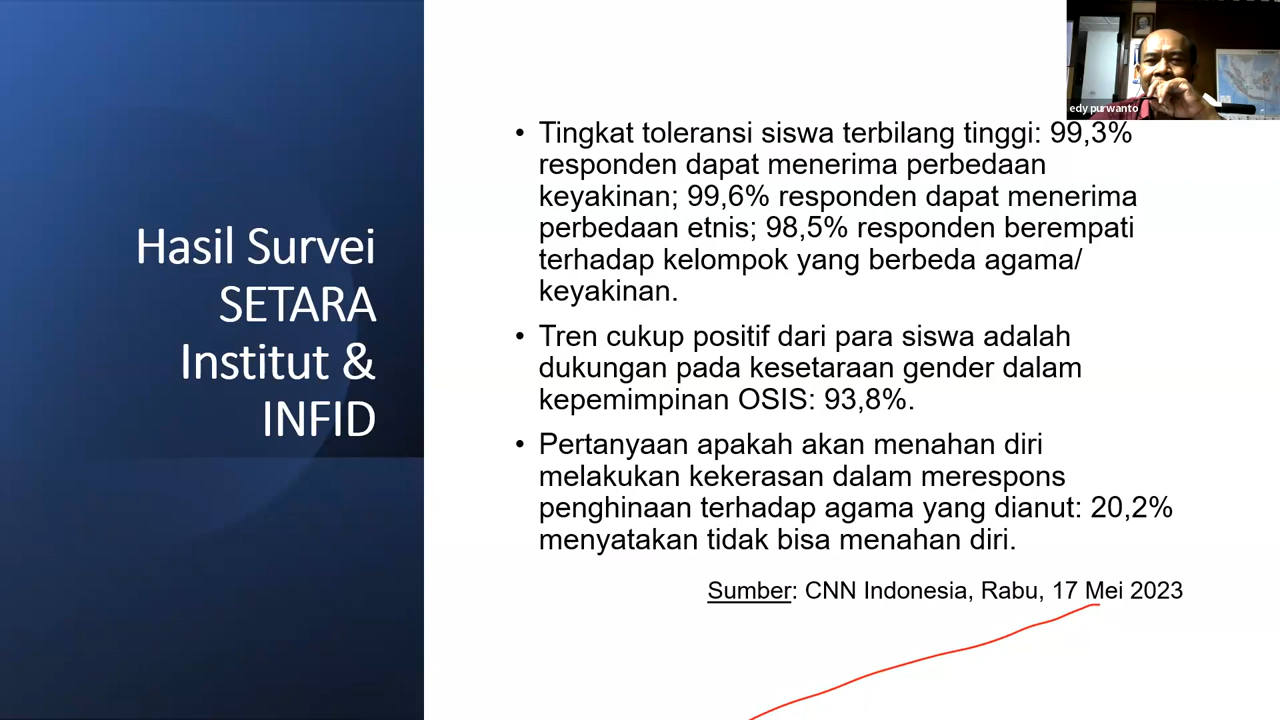 edy purwanto
Hasil Survei
SETARA
Institut &
INFID
• Tingkat toleransi siswa terbilang tinggi: 99,3%
responden dapat menerima perbedaan
keyakinan; 99,6% responden dapat menerima
perbedaan etnis; 98,5% responden berempati
terhadap kelompok yang berbeda agama/
keyakinan.
• Tren cukup positif dari para siswa adalah
dukungan pada kesetaraan gender dalam
kepemimpinan OSIS: 93,8%.
• Pertanyaan apakah akan menahan diri
melakukan kekerasan dalam merespons
penghinaan terhadap agama yang dianut: 20,2%
menyatakan tidak bisa menahan diri.
Sumber: CNN Indonesia, Rabu, 17 Mei 2023